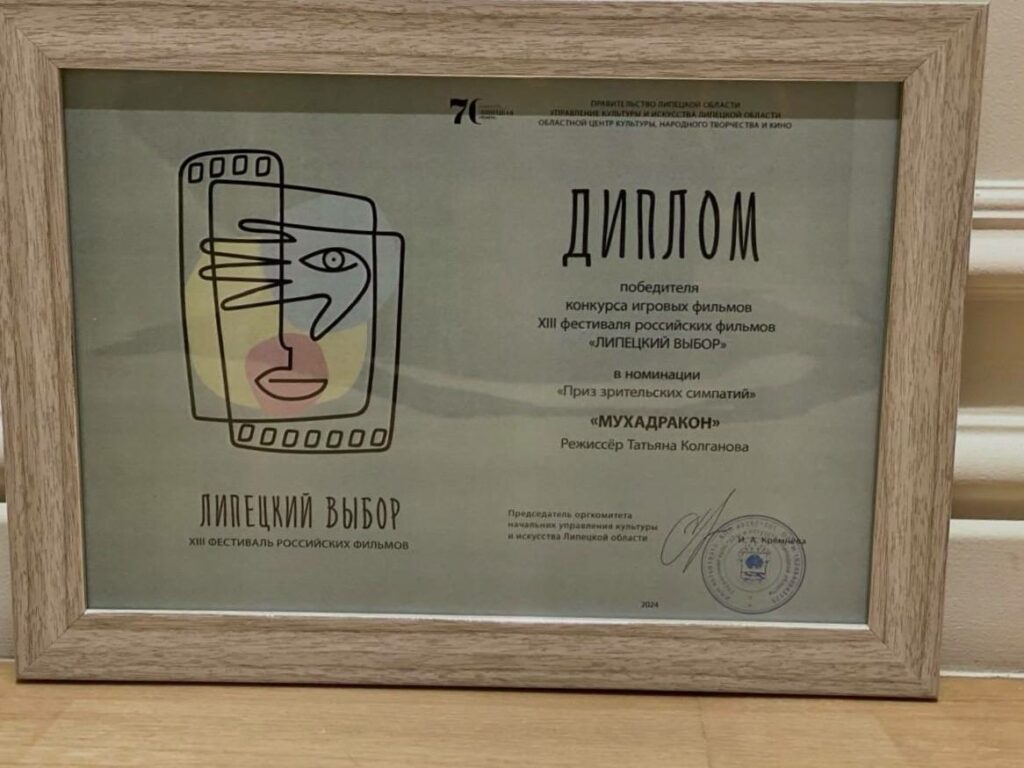 70 ЛИПЕЦКАЯ
ПРАВИТЕЛЬСТВО ЛИПЕЦКОЙ ОБЛАСТИ
УПРАВЛЕНИЕ КУЛЬТУРЫ И ИСКУССТВА ЛИПЕЦКОЙ ОБЛАСТИ
ОБЛАСТНОЙ ЦЕНТР КУЛЬТУРЫ, НАРОДНОГО ТВОРЧЕСТВА И КИНО
ДИПЛОМ
победителя
конкурса игровых фильмов
XIII фестиваля российских фильмов
«ЛИПЕЦКИЙ ВЫБОР»
в номинации
«Приз зрительских симпатий»
«МУХАДРАКОН»
Режиссёр Татьяна Колганова
ЛИПЕЦКИЙ ВЫБОР
XIII ФЕСТИВАЛЬ РОССИЙСКИХ ФИЛЬМОВ
Председатель оргкомитета
начальник управления культуры
и искусства Липецкой области
И. А.
2024